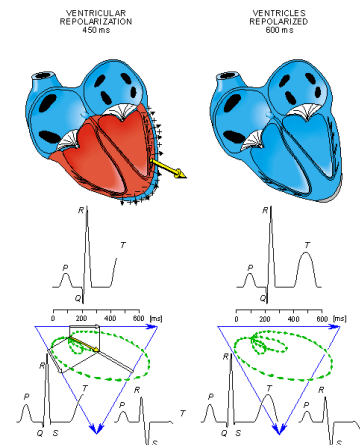 VENTRICULAR
REPOLARIZATION
450 ms
VENTRICLES
REPOLARIZED
600 ms
R
P
T
Q
R
P
T
Q
0 200 400 600 [ms]
0 200 400 600 [ms]
R
P
T
Q S
R
P
T
Q
S
R
P
T
Q S
R
P
T
Q
S